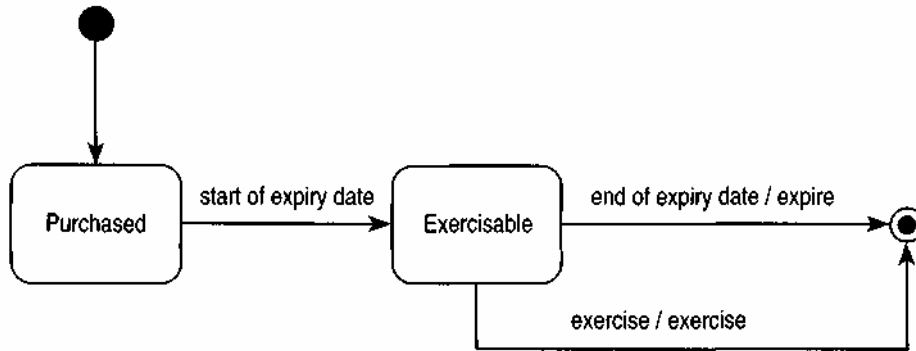 start of expiry date
end of expiry date / expire
Purchased
Exercisable
exercise / exercise